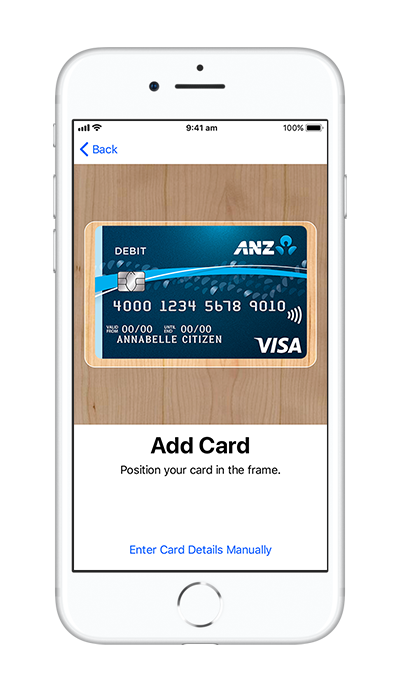 9:41 am 100%
Back
DEBIT ANZ
4000 1234 5678 9010
VALID FROM 00/00 UNTIL END 00/00
ANNABELLE CITIZEN
VISA
Add Card
Position your card in the frame.
Enter Card Details Manually